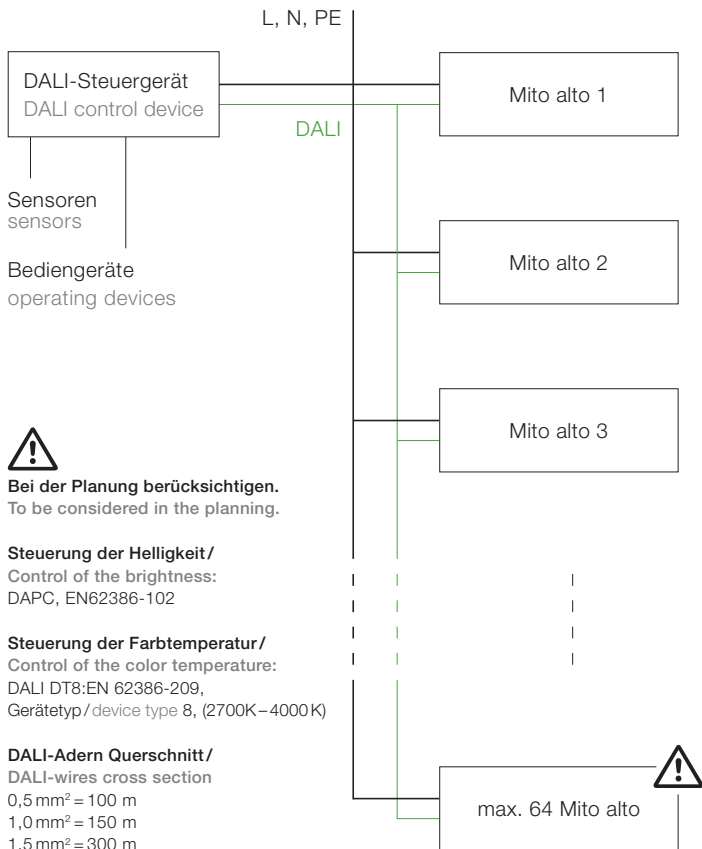 L, N, PE
DALI-Steuergerät
DALI control device
DALI
Mito alto 1
Sensoren
sensors
Bediengeräte
operating devices
Mito alto 2
Mito alto 3
Bei der Planung berücksichtigen.
To be considered in the planning.
Steuerung der Helligkeit/
Control of the brightness:
DAPC, EN62386-102
Steuerung der Farbtemperatur/
Control of the color temperature:
DALI DT8:EN 62386-209,
Gerätetyp/device type 8, (2700K–4000K)
DALI-Adern Querschnitt/
DALI-wires cross section
0,5 mm² = 100 m
1,0 mm² = 150 m
1,5 mm² = 300 m
max. 64 Mito alto